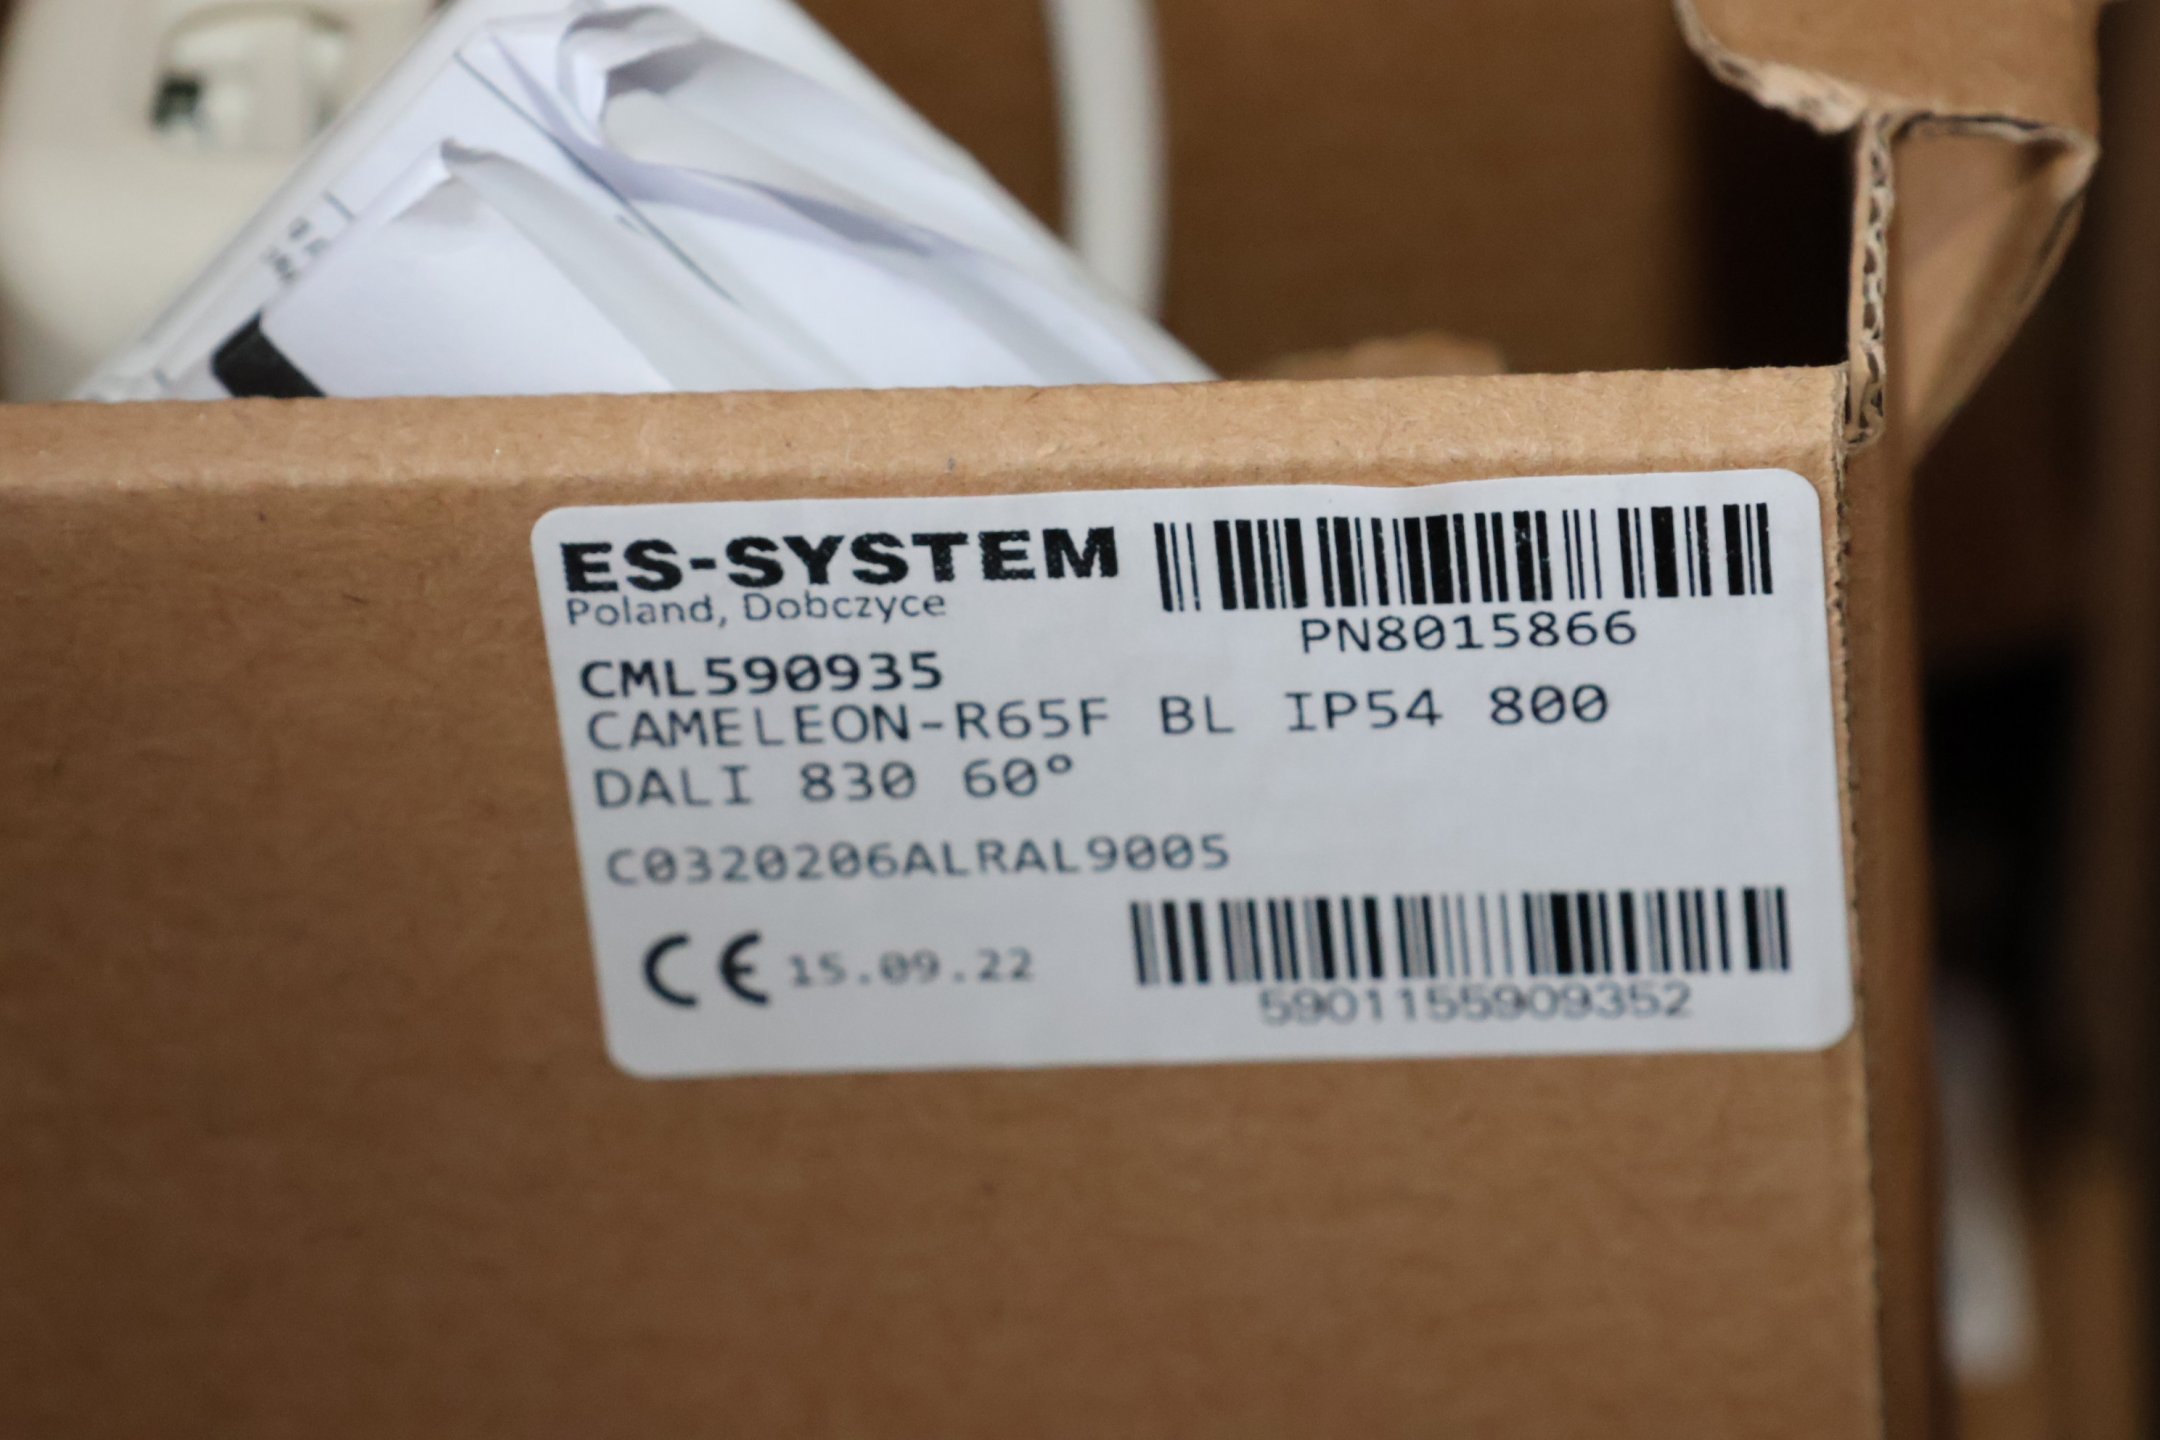 ES-SYSTEM
Poland, Dobczyce
PN8015866
CML590935
CAMELEON-R65F BL IP54 800
DALI 830 60°
C0320206ALRAL9005
CE 15.09.22
5901155909352